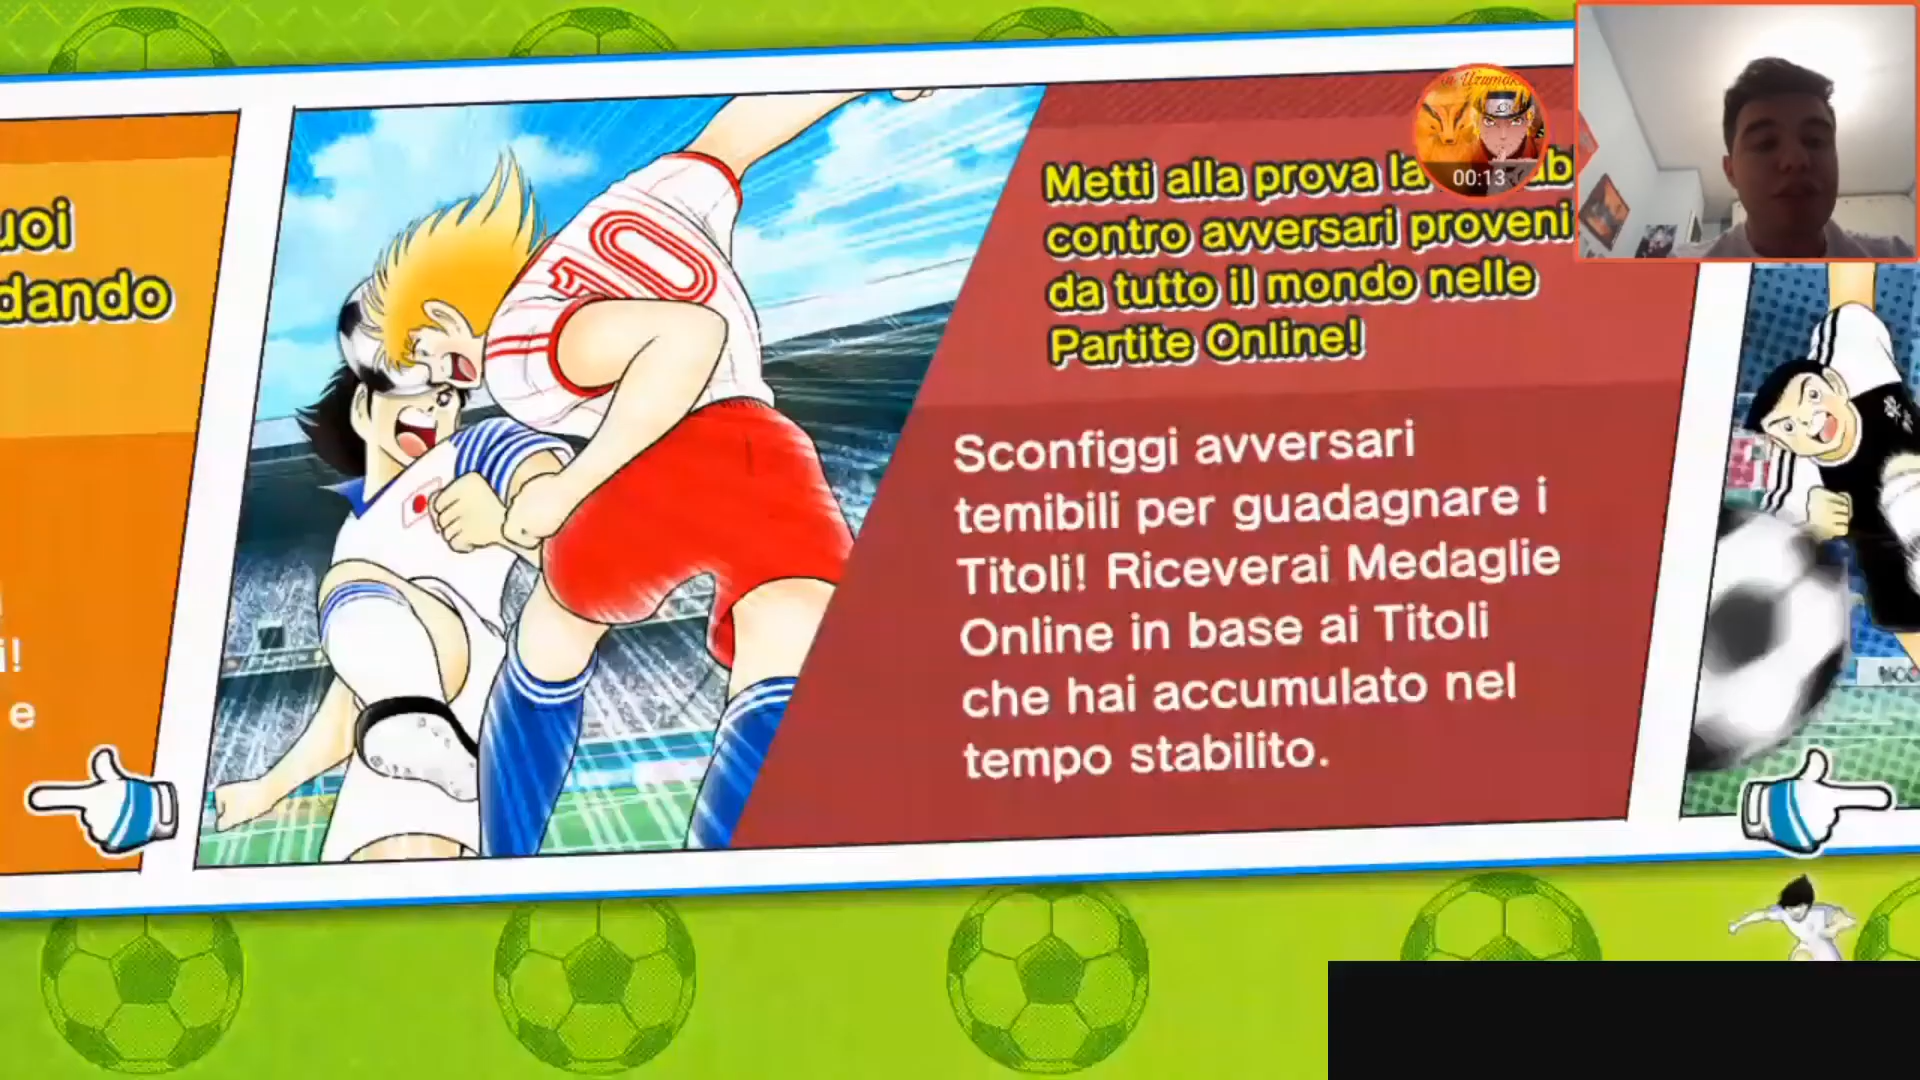 uoi
dando
i!
e
10
Metti alla prova la
contro avversari proveni
da tutto il mondo nelle
Partite Online!
Sconfiggi avversari
temibili per guadagnare i
Titoli! Riceverai Medaglie
Online in base ai Titoli
che hai accumulato nel
tempo stabilito.
00:13